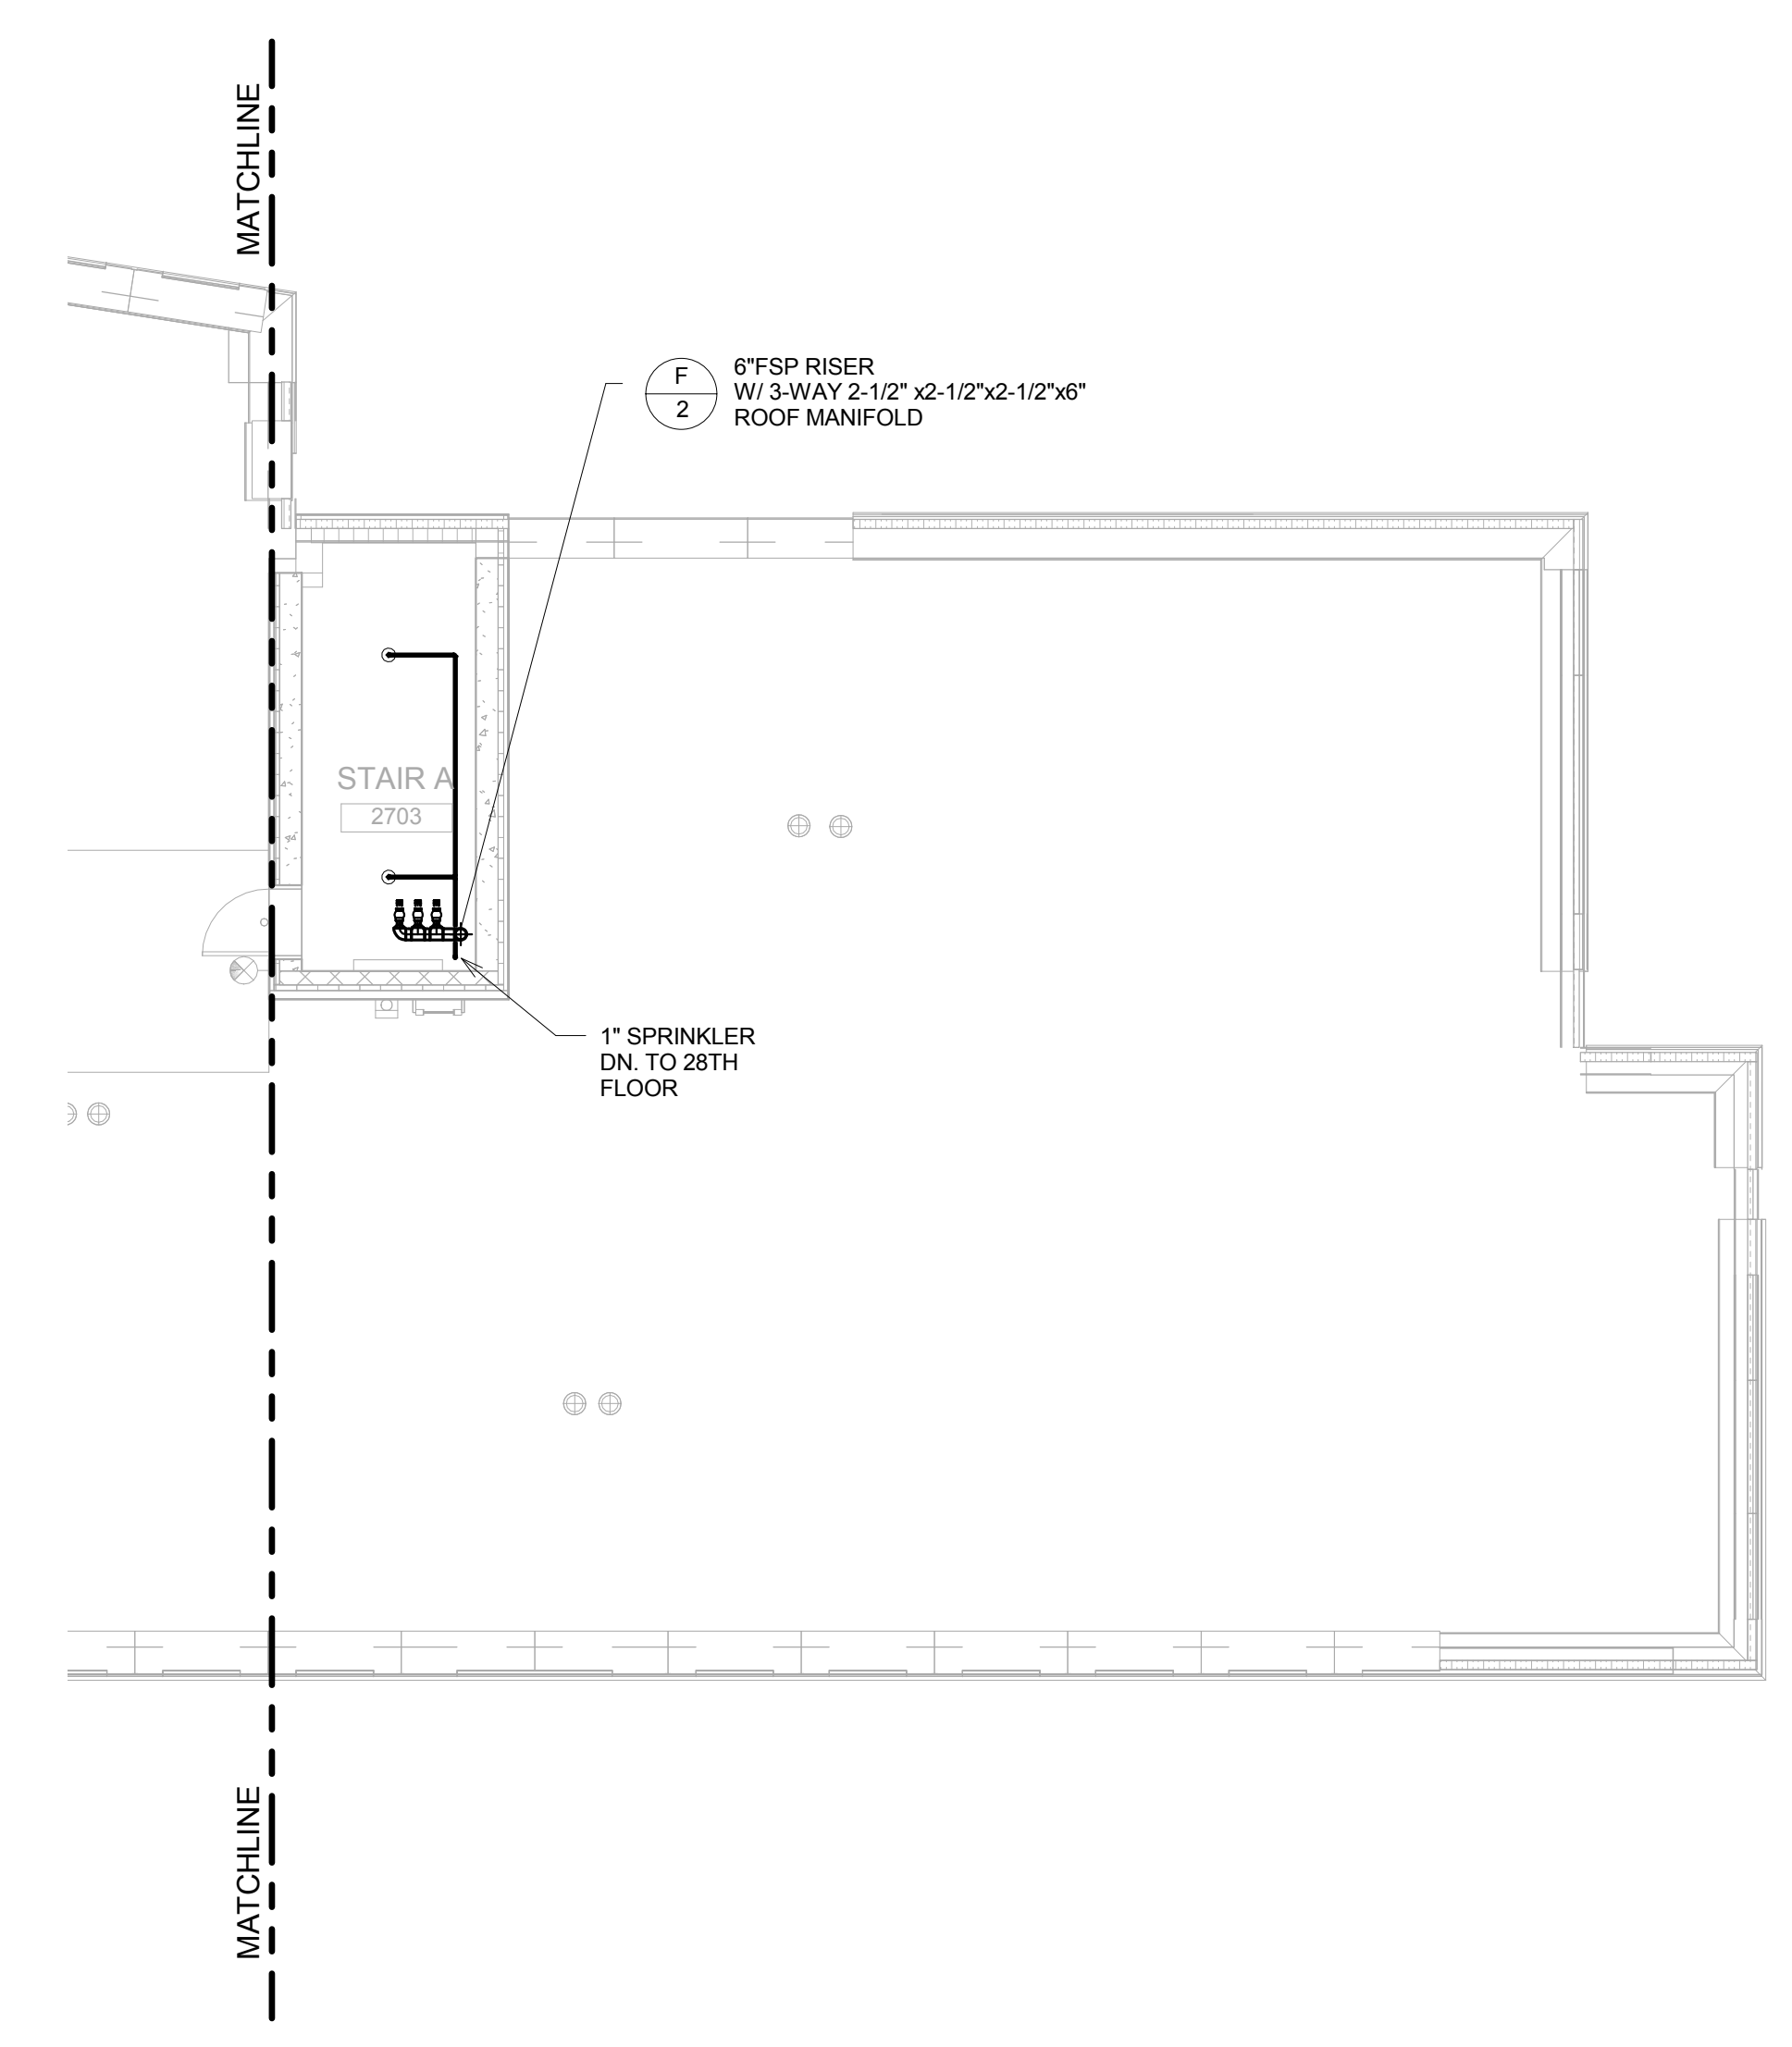 MATCHLINE
F
2
6"FSP RISER
W/ 3-WAY 2-1/2" x2-1/2"x2-1/2"x6"
ROOF MANIFOLD
STAIR A
2703
1" SPRINKLER
DN. TO 28TH
FLOOR
MATCHLINE